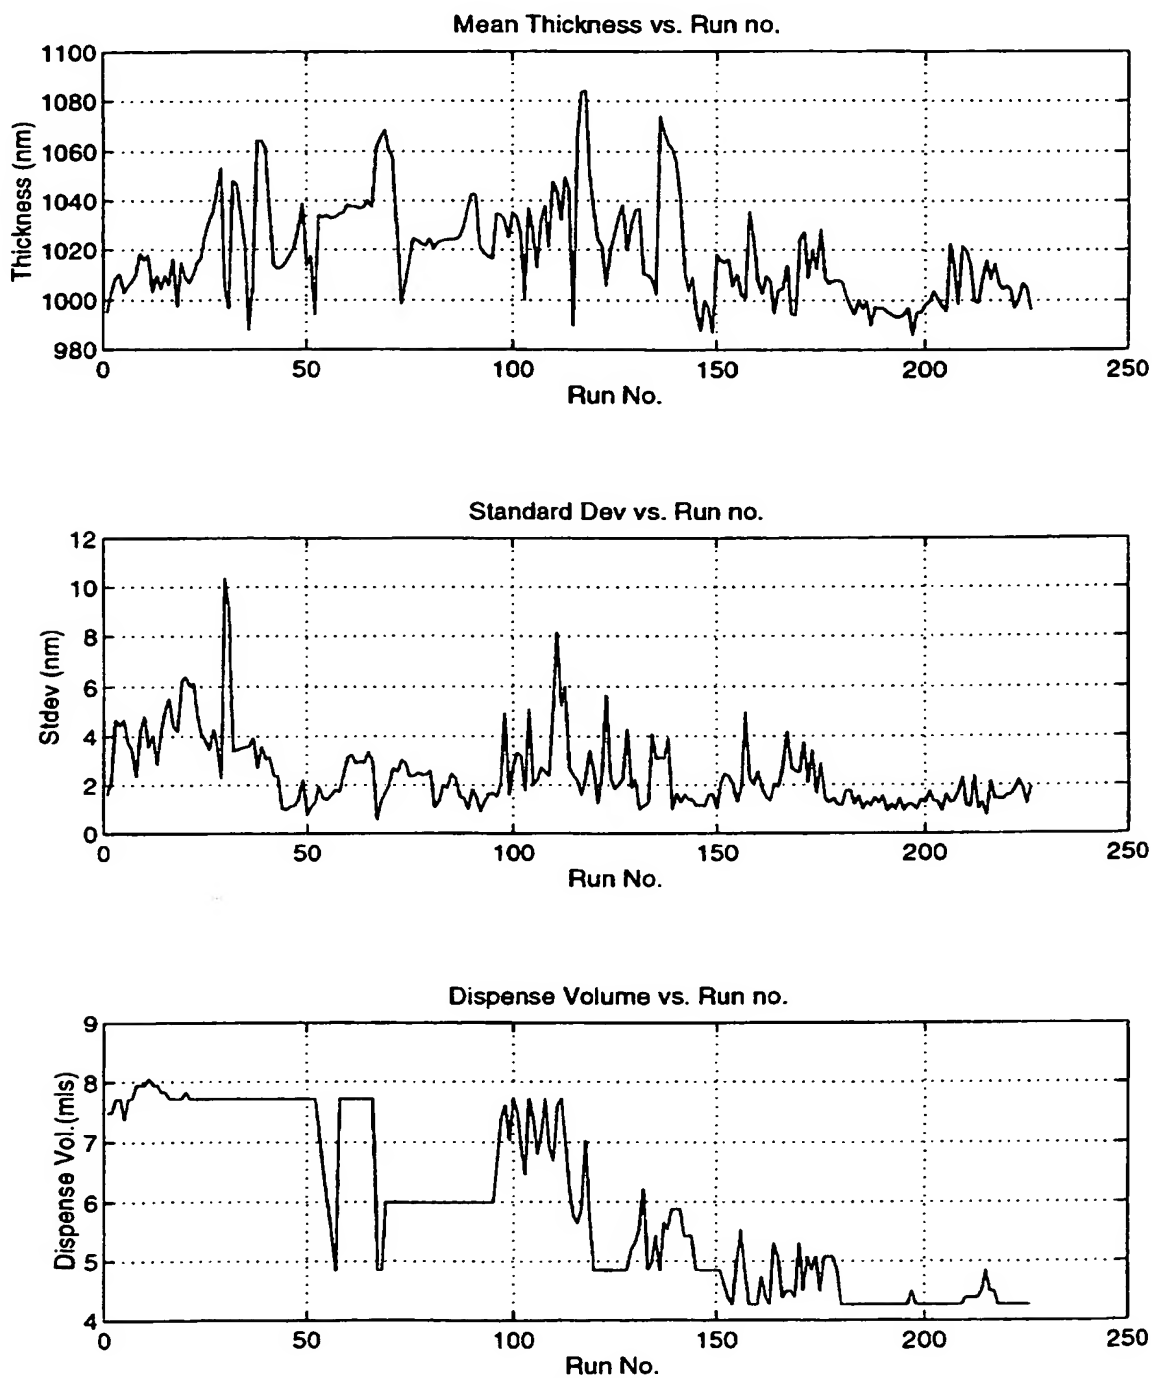 Mean Thickness vs. Run no.
Thickness (nm)
1100
1080
1060
1040
1020
1000
980
0 50 100 150 200 250
Run No.
Standard Dev vs. Run no.
Stdev (nm)
12
10
8
6
4
2
0
0 50 100 150 200 250
Run No.
Dispense Volume vs. Run no.
Dispense Vol.(mls)
9
8
7
6
5
4
0 50 100 150 200 250
Run No.